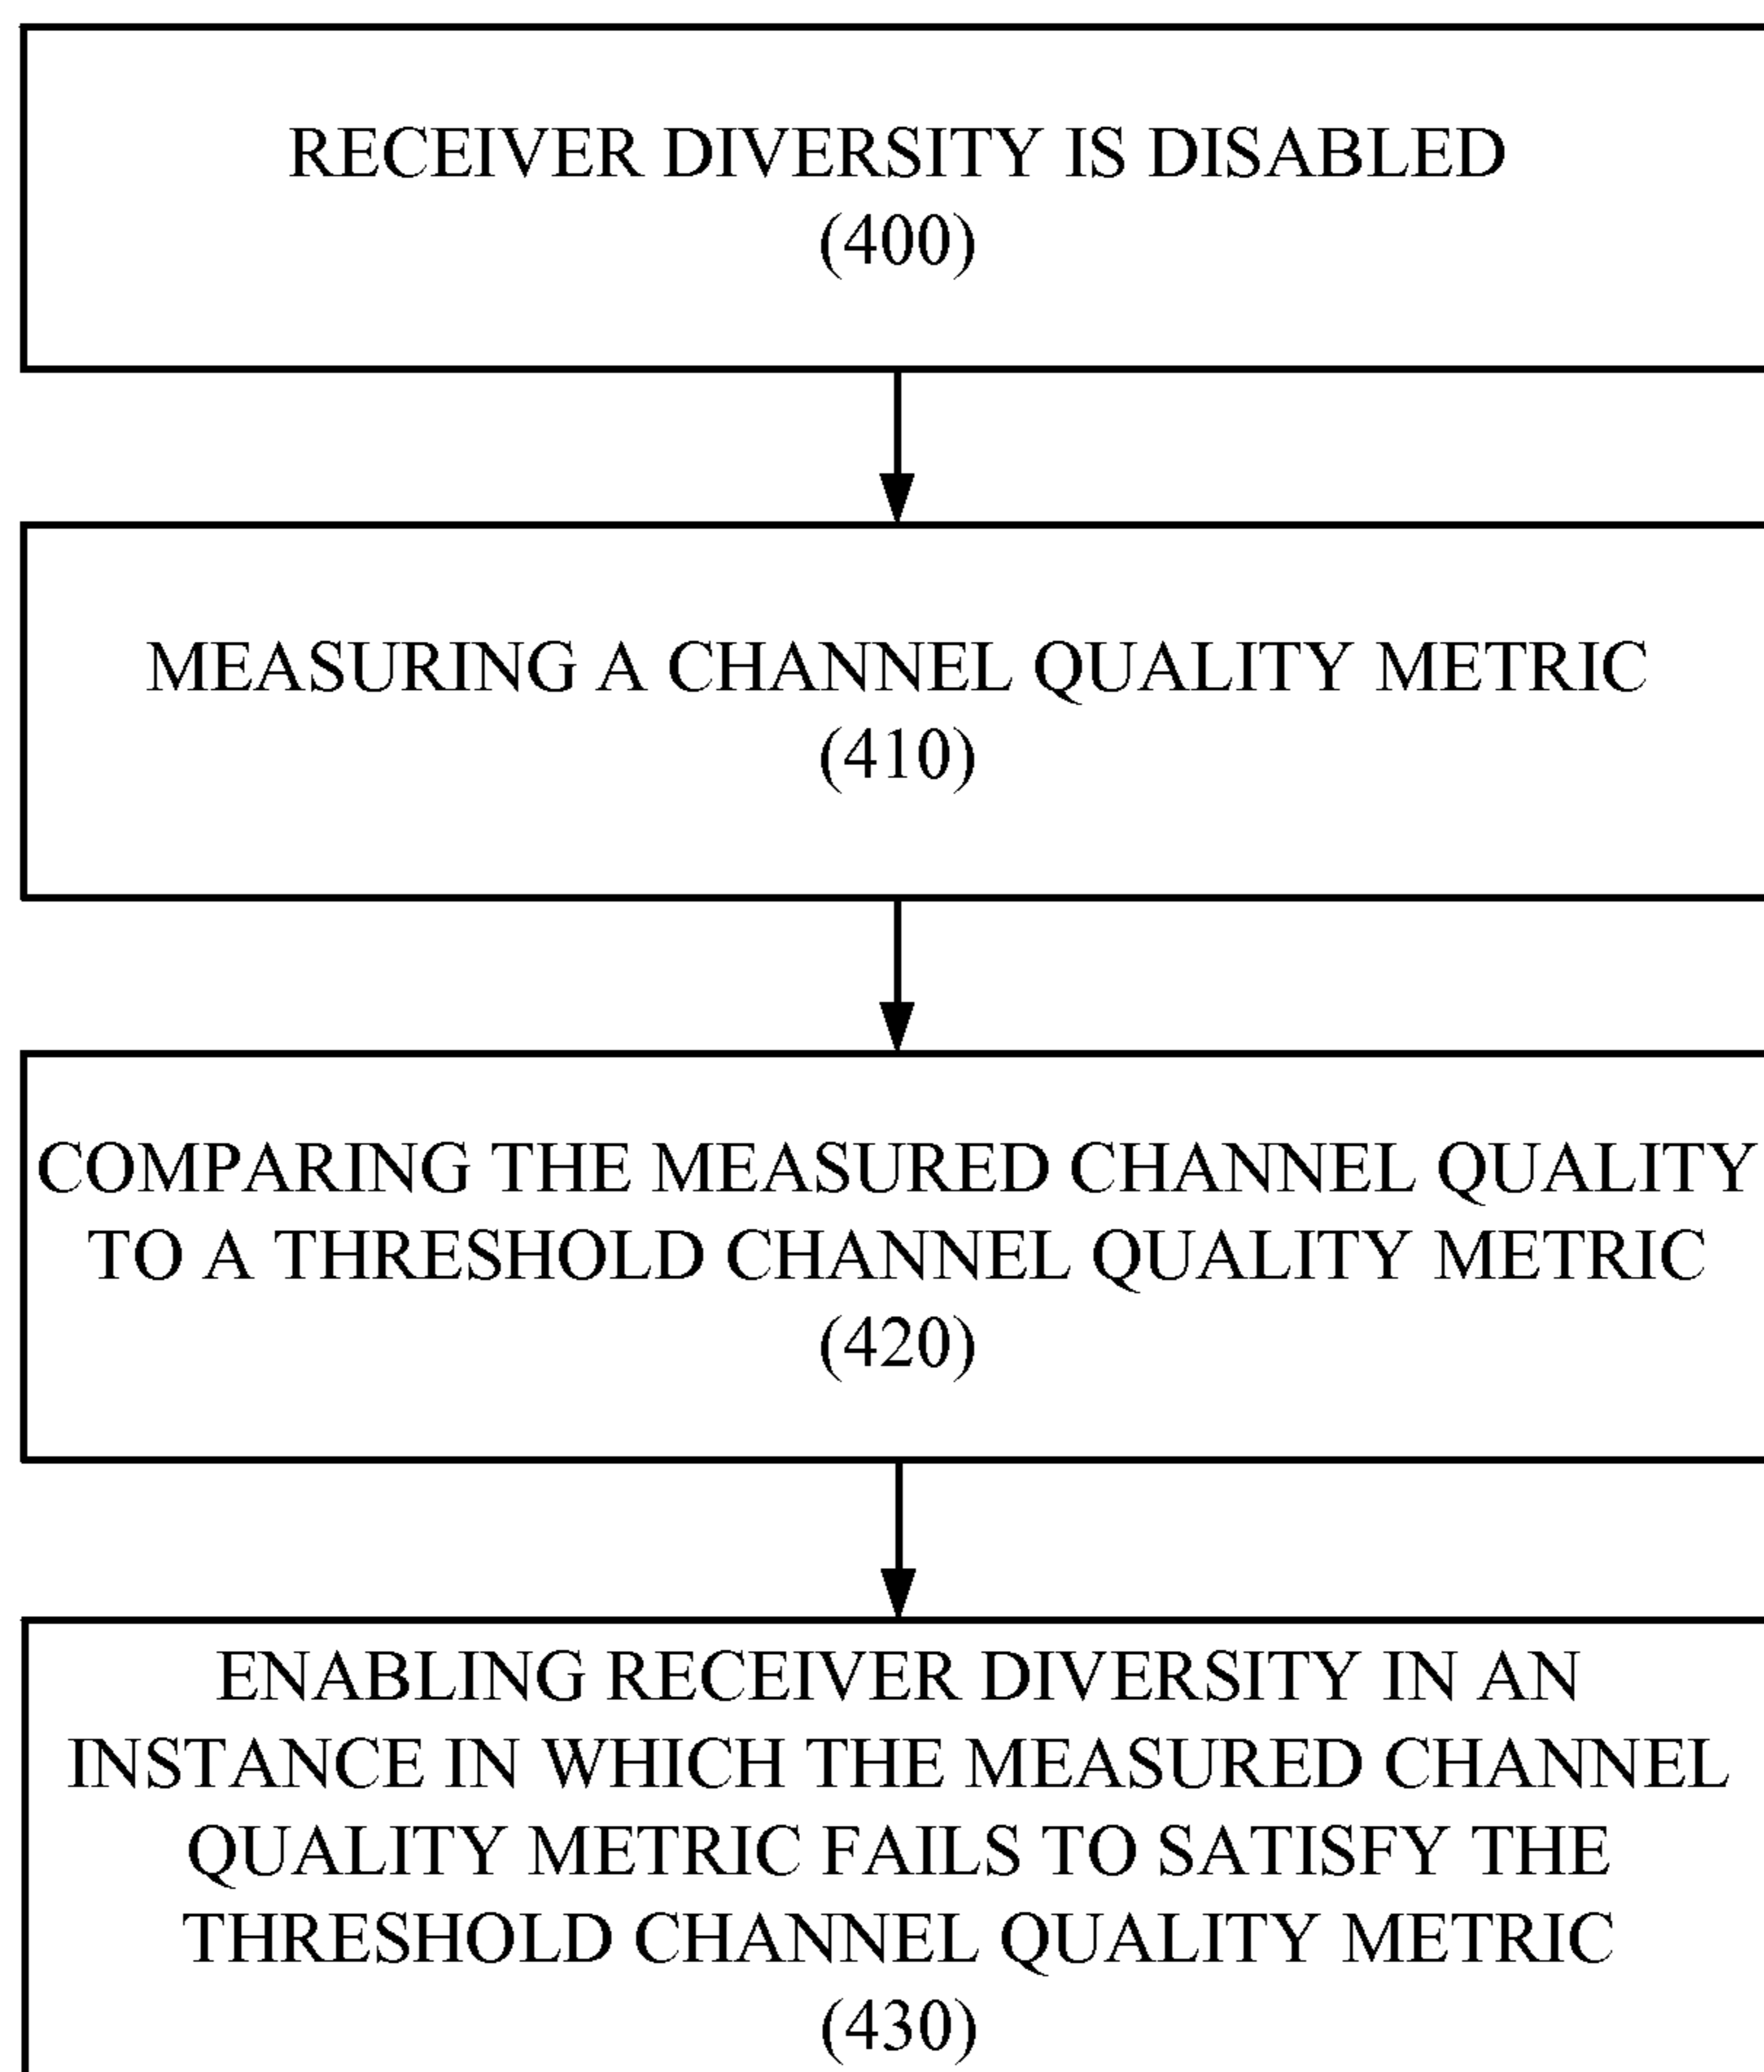 RECEIVER DIVERSITY IS DISABLED
(400)
MEASURING A CHANNEL QUALITY METRIC
(410)
COMPARING THE MEASURED CHANNEL QUALITY
TO A THRESHOLD CHANNEL QUALITY METRIC
(420)
ENABLING RECEIVER DIVERSITY IN AN
INSTANCE IN WHICH THE MEASURED CHANNEL
QUALITY METRIC FAILS TO SATISFY THE
THRESHOLD CHANNEL QUALITY METRIC
(430)